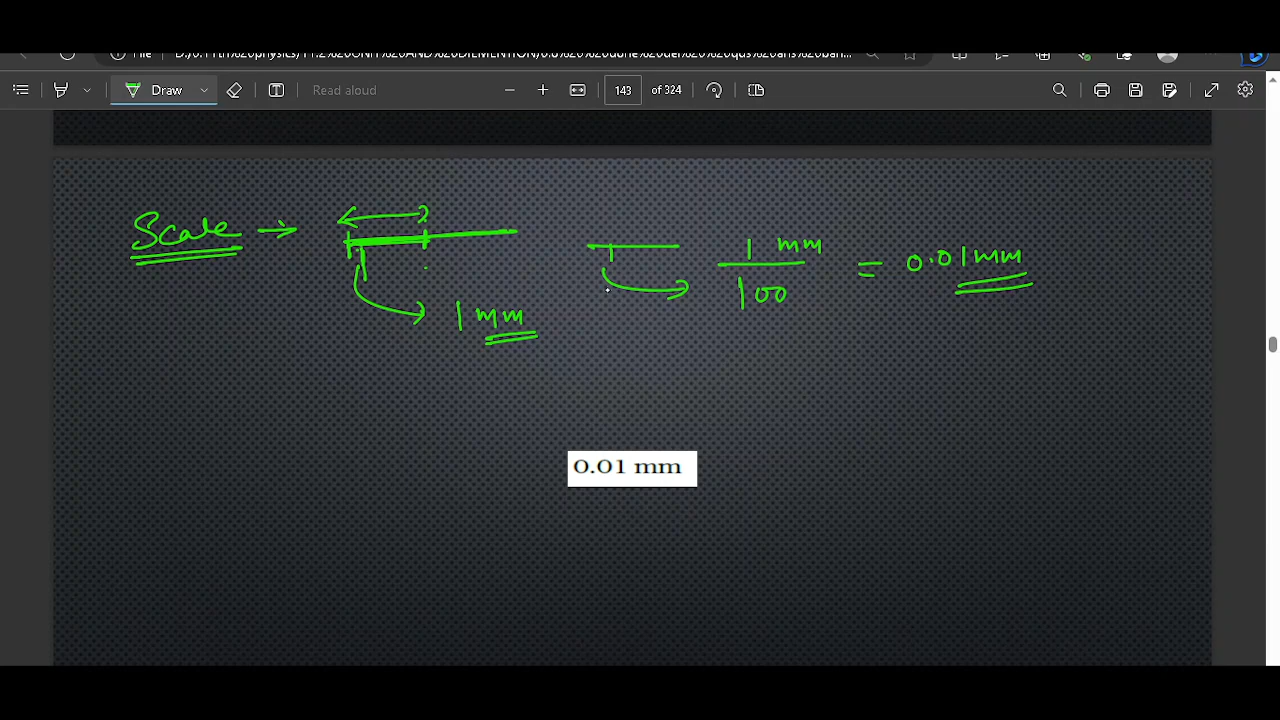 Draw
Read aloud
143 of 324
Scale → 1 mm
1 mm / 100 = 0.01 mm
0.01 mm